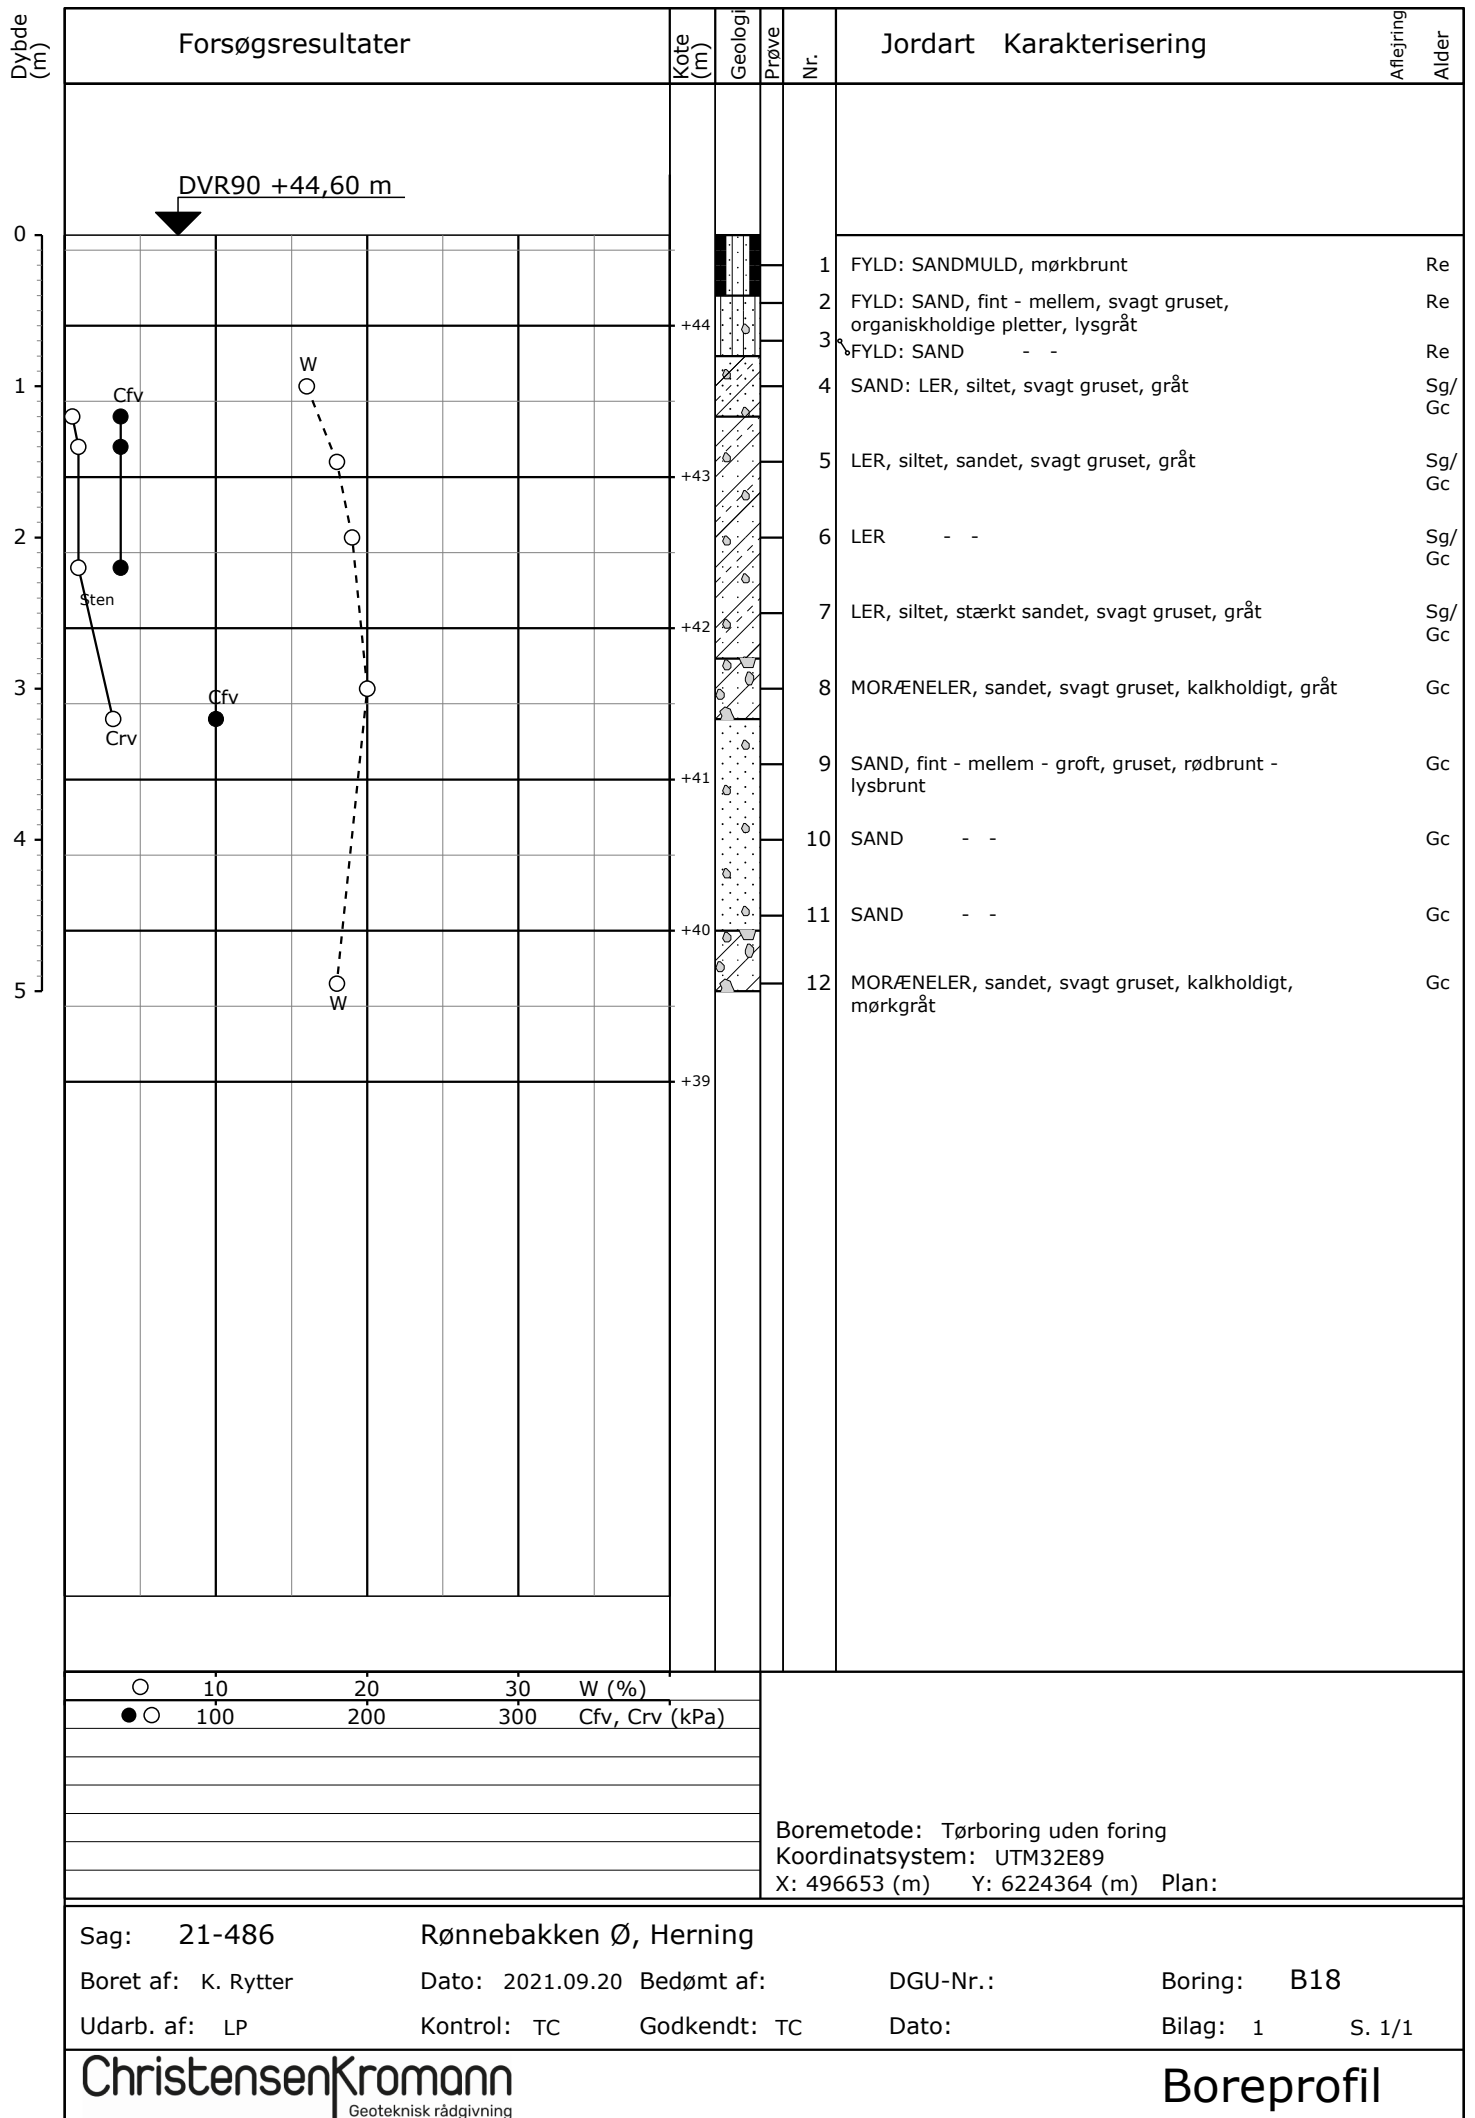 Dybde (m)
Forsøgsresultater
Kote (m)
Geologi
Prøve
Nr.
Jordart Karakterisering
Aflejring
Alder
DVR90 +44,60 m
0
1 FYLD: SANDMULD, mørkbrunt Re
2 FYLD: SAND, fint - mellem, svagt gruset, Re
organiskholdige pletter, lysgråt
+44
3 FYLD: SAND - - Re
W
1
4 SAND: LER, siltet, svagt gruset, gråt Sg/
Gc
Cfv
5 LER, siltet, sandet, svagt gruset, gråt Sg/
Gc
+43
2
6 LER - - Sg/
Gc
Sten
7 LER, siltet, stærkt sandet, svagt gruset, gråt Sg/
Gc
+42
3
8 MORÆNELER, sandet, svagt gruset, kalkholdigt, gråt Gc
Cfv
Crv
9 SAND, fint - mellem - groft, gruset, rødbrunt - Gc
lysbrunt
+41
4
10 SAND - - Gc
11 SAND - - Gc
+40
5
12 MORÆNELER, sandet, svagt gruset, kalkholdigt, Gc
mørkgråt
W
+39
10 20 30 W (%)
100 200 300 Cfv, Crv (kPa)
Boremetode: Tørboring uden foring
Koordinatsystem: UTM32E89
X: 496653 (m) Y: 6224364 (m) Plan:
Sag: 21-486 Rønnebakken Ø, Herning
Boret af: K. Rytter Dato: 2021.09.20 Bedømt af: DGU-Nr.: Boring: B18
Udarb. af: LP Kontrol: TC Godkendt: TC Dato: Bilag: 1 S. 1/1
ChristensenKromann
Geoteknisk rådgivning
Boreprofil